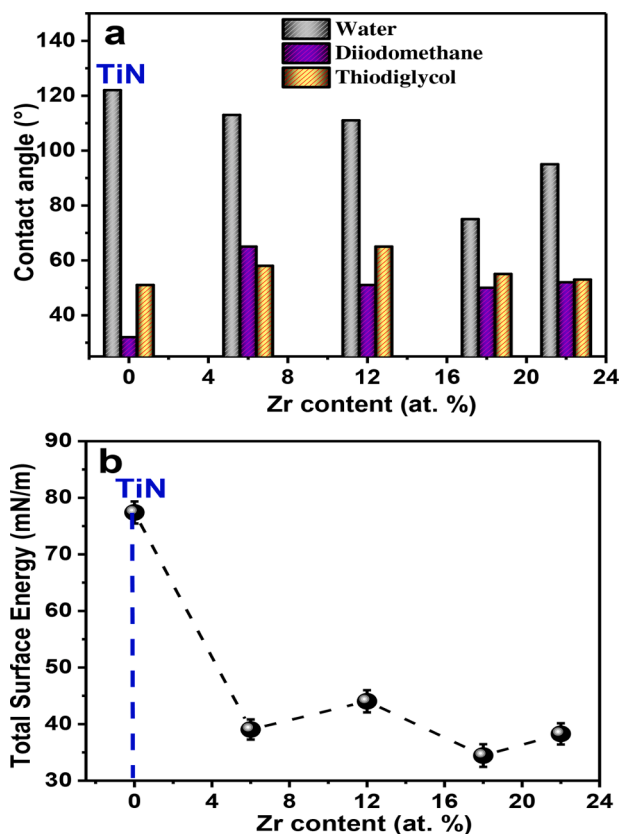 a
Water
Diiodomethane
Thiodiglycol
TiN
Contact angle (°)
140
120
100
80
60
40
0 4 8 12 16 20 24
Zr content (at. %)
b
TiN
Total Surface Energy (mN/m)
90
80
70
60
50
40
30
0 4 8 12 16 20 24
Zr content (at. %)